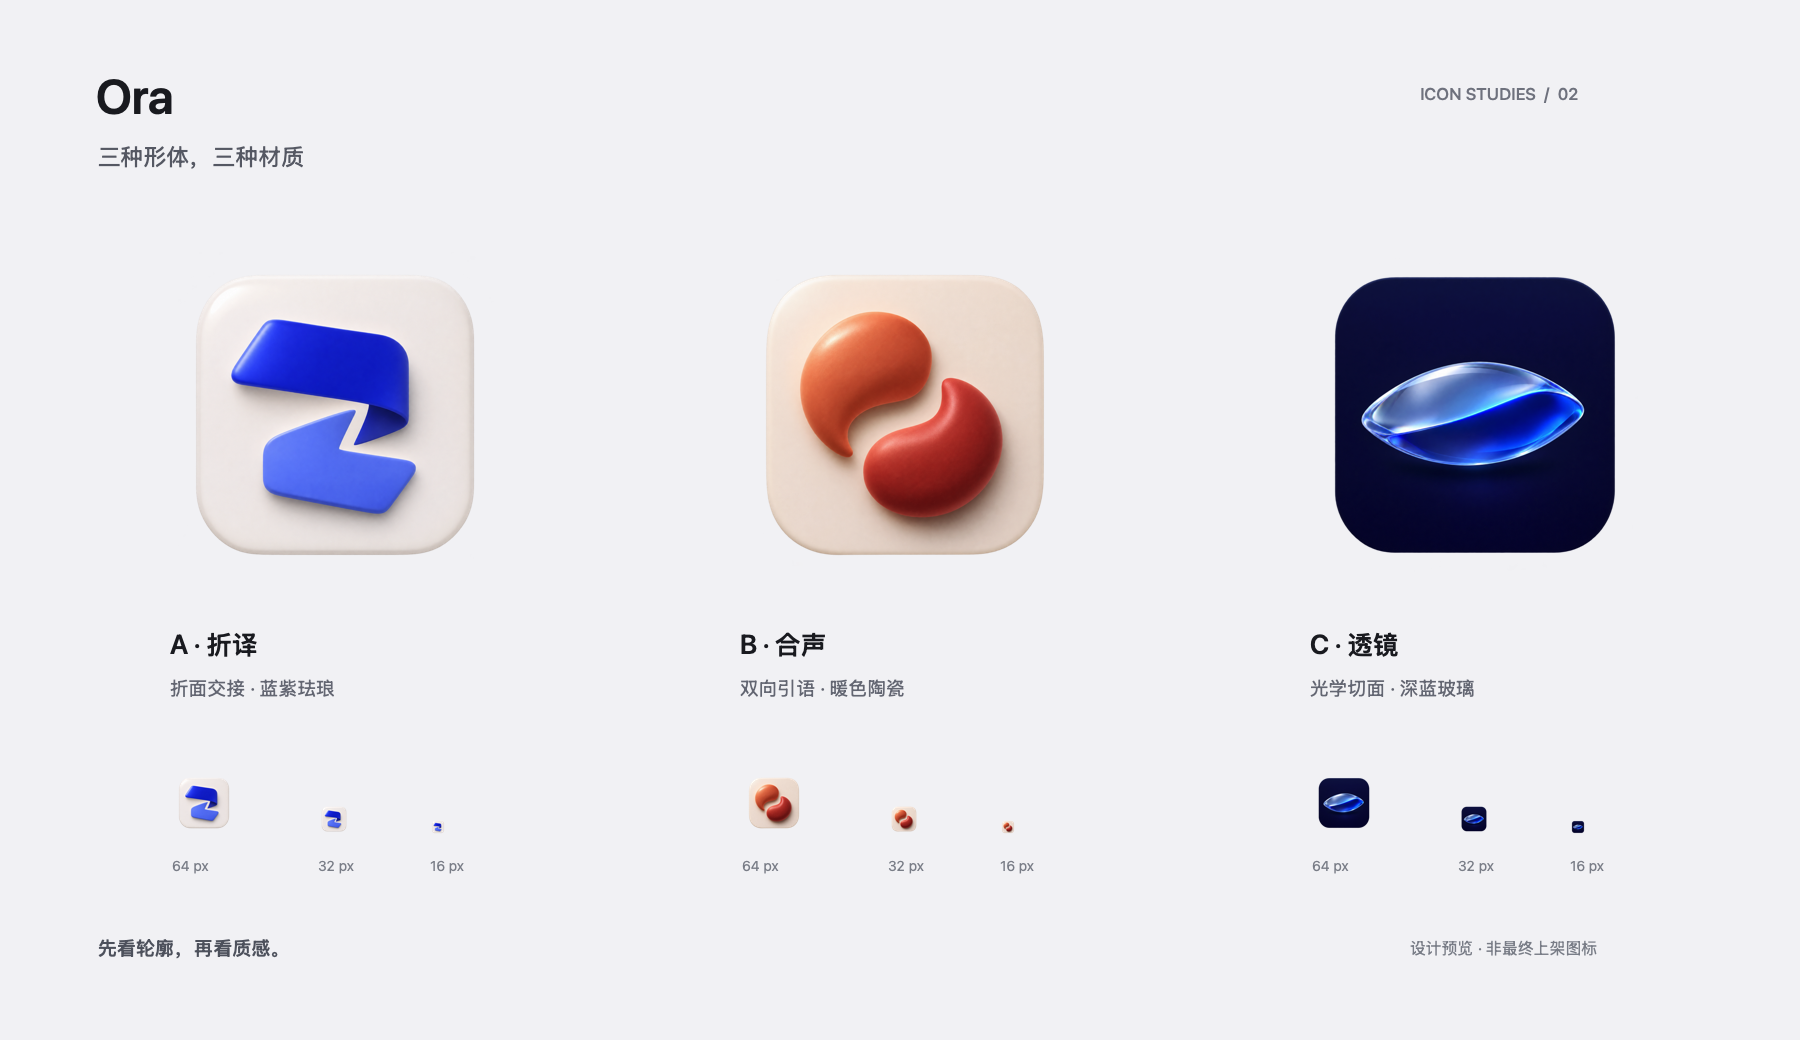 Ora
ICON STUDIES / 02
三种形体，三种材质
A · 折译
折面交接 · 蓝紫珐琅
64 px
32 px
16 px
B · 合声
双向引语 · 暖色陶瓷
64 px
32 px
16 px
C · 透镜
光学切面 · 深蓝玻璃
64 px
32 px
16 px
先看轮廓，再看质感。
设计预览 · 非最终上架图标